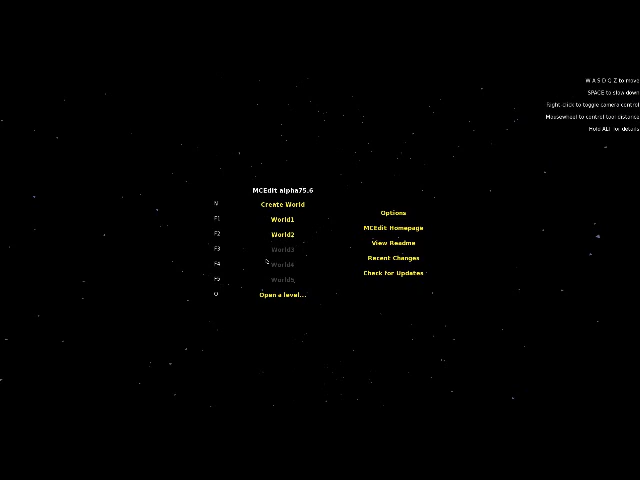 W A S D Q Z to move
SPACE to slow down
Right-click to toggle camera control
Mousewheel to control tool distance
Hold ALT for details
MCEdit alpha75.6
N Create World
F1 World1
F2 World2
F3 World3
F4 World4
F5 World5
O Open a level...
Options
MCEdit Homepage
View Readme
Recent Changes
Check for Updates